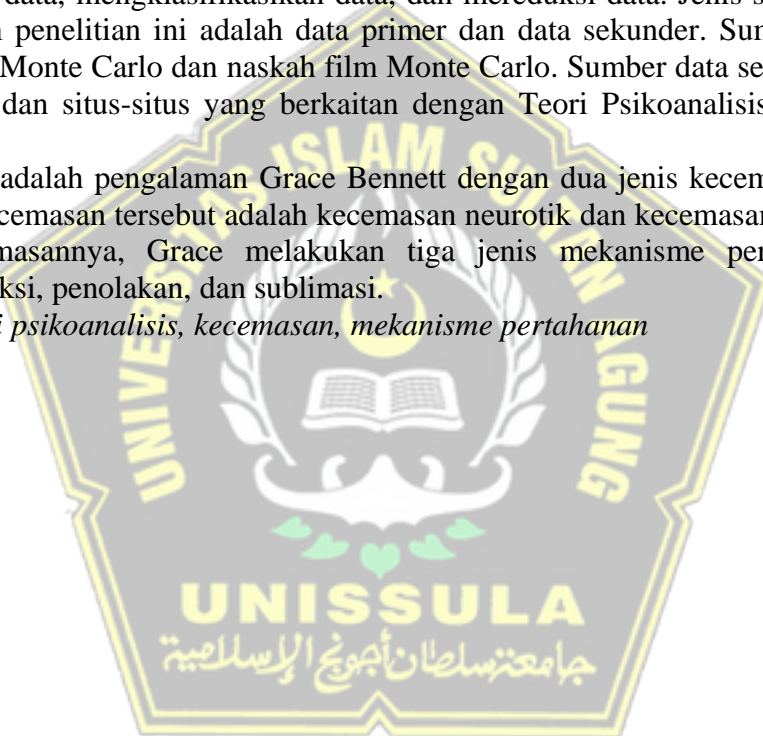 data, mengklasifikasikan data, dan mereduksi data. Jenis s
penelitian ini adalah data primer dan data sekunder. Sum
Monte Carlo dan naskah film Monte Carlo. Sumber data se
dan situs-situs yang berkaitan dengan Teori Psikoanalisis
adalah pengalaman Grace Bennett dengan dua jenis kecem
cemasan tersebut adalah kecemasan neurotik dan kecemasan
masannya, Grace melakukan tiga jenis mekanisme per
ksi, penolakan, dan sublimasi.
i psikoanalisis, kecemasan, mekanisme pertahanan
UNIVERSITAS ISLAM SULTAN AGUNG
UNISSULA
جامعة سلطان أجونج الإسلامية